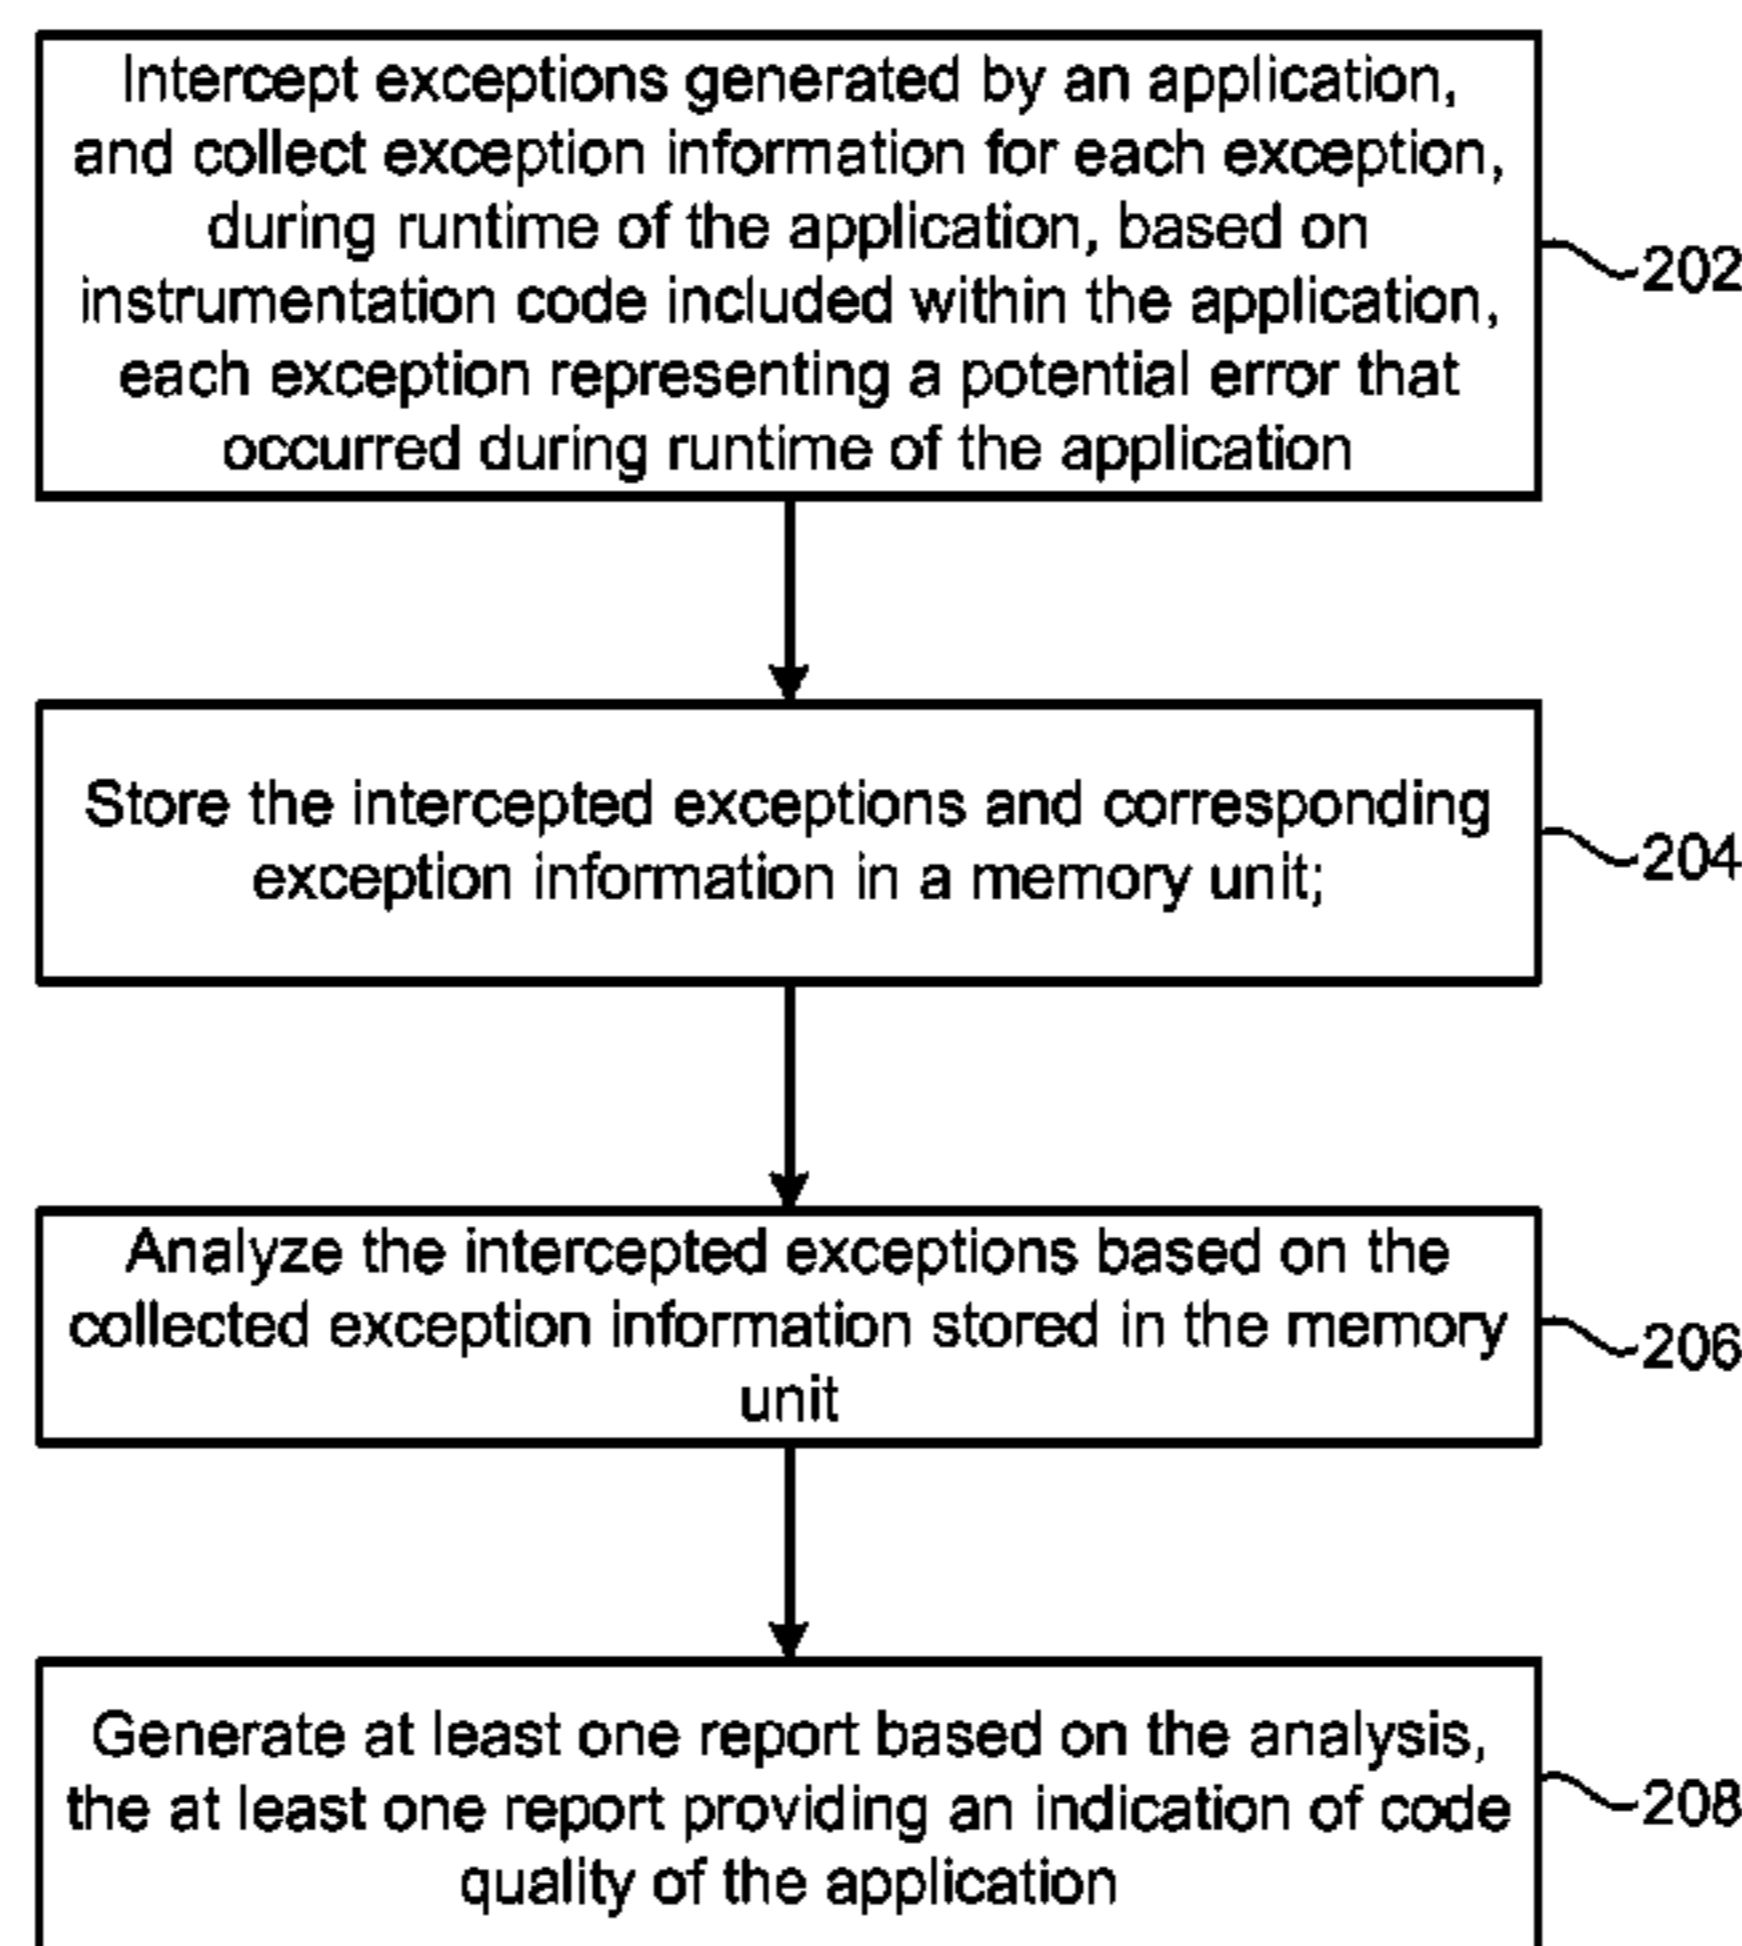 Intercept exceptions generated by an application,
and collect exception information for each exception,
during runtime of the application, based on
instrumentation code included within the application,
each exception representing a potential error that
occurred during runtime of the application
202
Store the intercepted exceptions and corresponding
exception information in a memory unit;
204
Analyze the intercepted exceptions based on the
collected exception information stored in the memory
unit
206
Generate at least one report based on the analysis,
the at least one report providing an indication of code
quality of the application
208